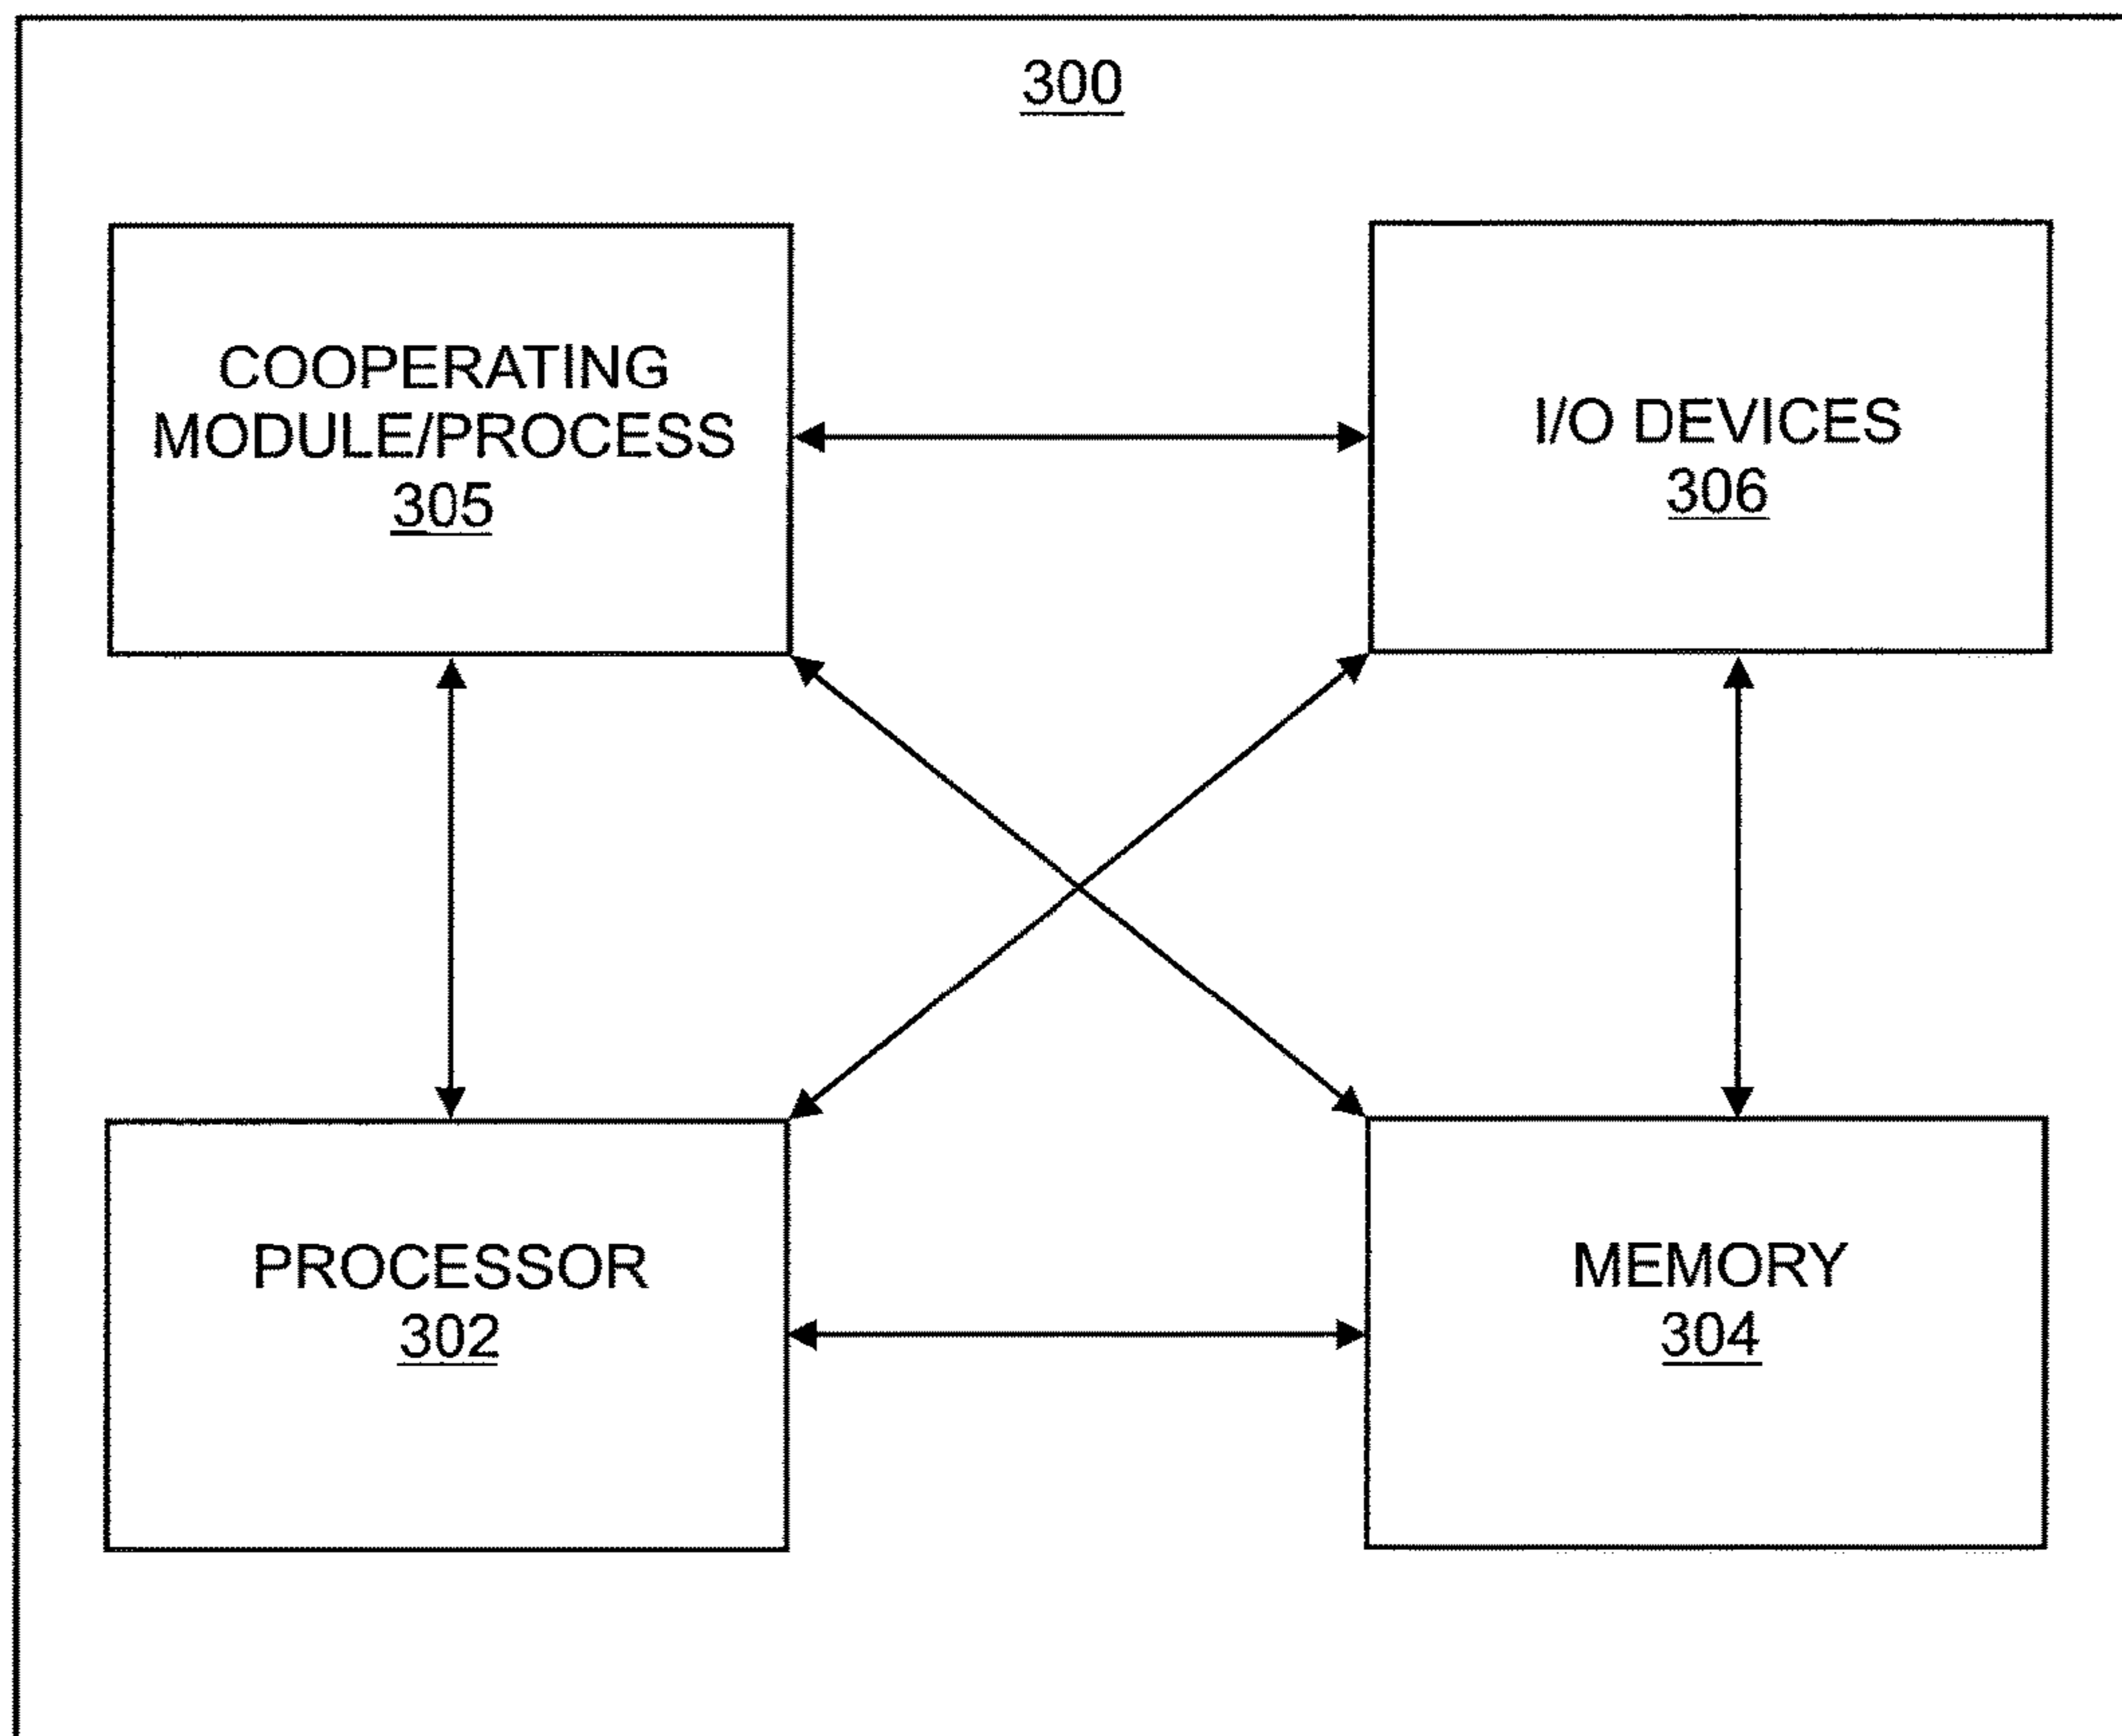 300
COOPERATING
MODULE/PROCESS
305
I/O DEVICES
306
PROCESSOR
302
MEMORY
304